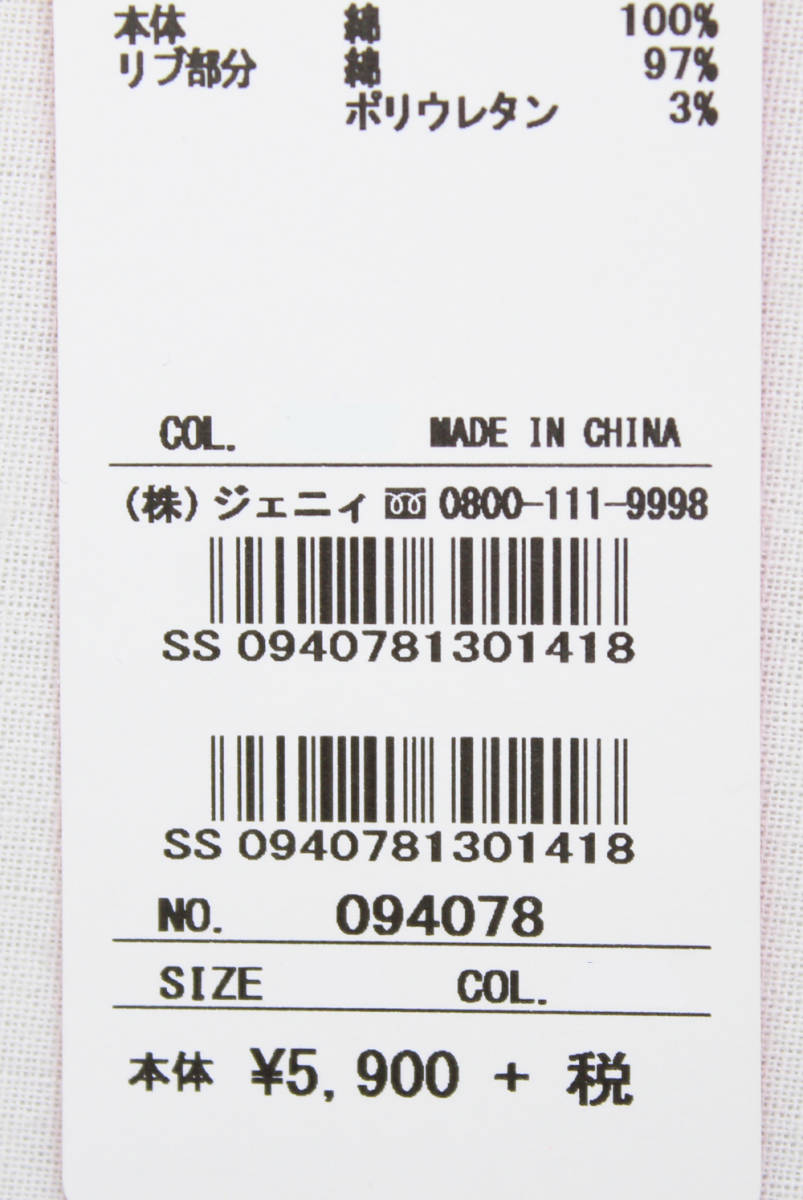 本体 綿 100%
リブ部分 綿 97%
ポリウレタン 3%
COL. MADE IN CHINA
(株)ジェニィ 0800-111-9998
SS 0940781301418
SS 0940781301418
NO. 094078
SIZE COL.
本体 ¥5,900 + 税